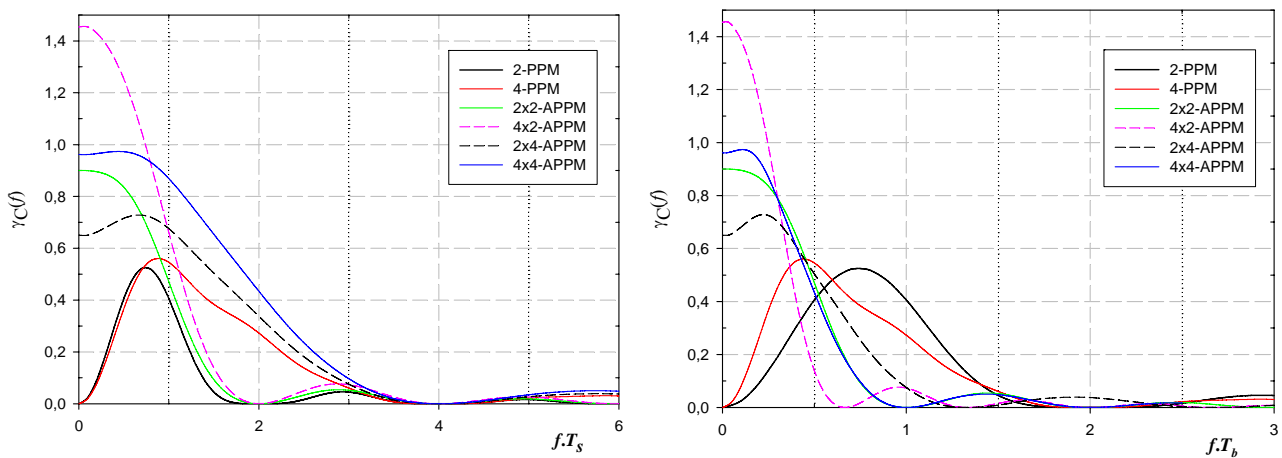 1,4
1,2
1,0
0,8
0,6
0,4
0,2
0,0
γC(f)
2-PPM
4-PPM
2x2-APPM
4x2-APPM
2x4-APPM
4x4-APPM
0 2 4 6
f.Ts
1,4
1,2
1,0
0,8
0,6
0,4
0,2
0,0
γC(f)
2-PPM
4-PPM
2x2-APPM
4x2-APPM
2x4-APPM
4x4-APPM
0 1 2 3
f.Tb